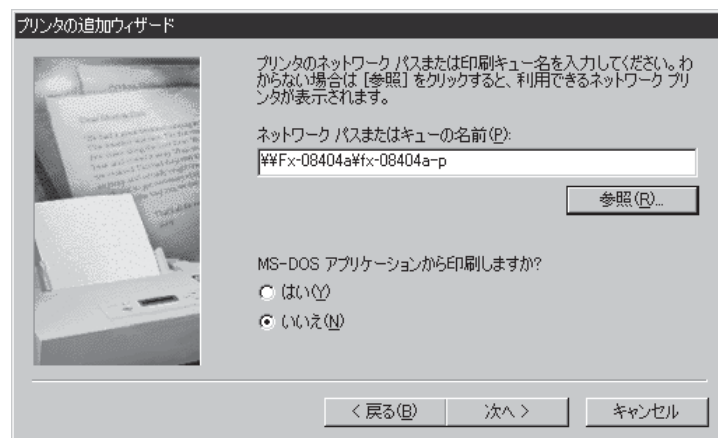 プリンタの追加ウィザード
プリンタのネットワーク パスまたは印刷キュー名を入力してください。わ
からない場合は [参照] をクリックすると、利用できるネットワーク プリ
ンタが表示されます。
ネットワーク パスまたはキューの名前(P):
¥¥Fx-08404a¥fx-08404a-p
参照(R)...
MS-DOS アプリケーションから印刷しますか?
はい(Y)
いいえ(N)
< 戻る(B)
次へ >
キャンセル